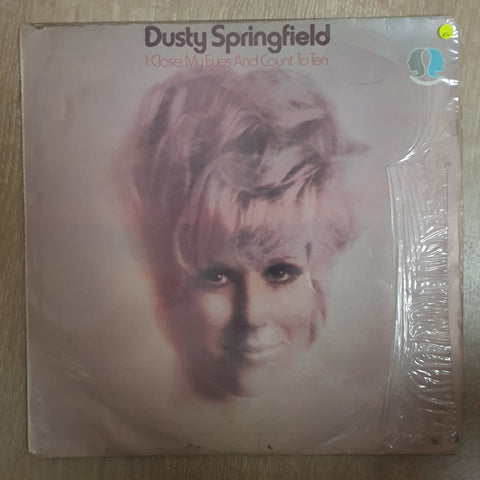 Dusty Springfield
I Close My Eyes And Count To Ten